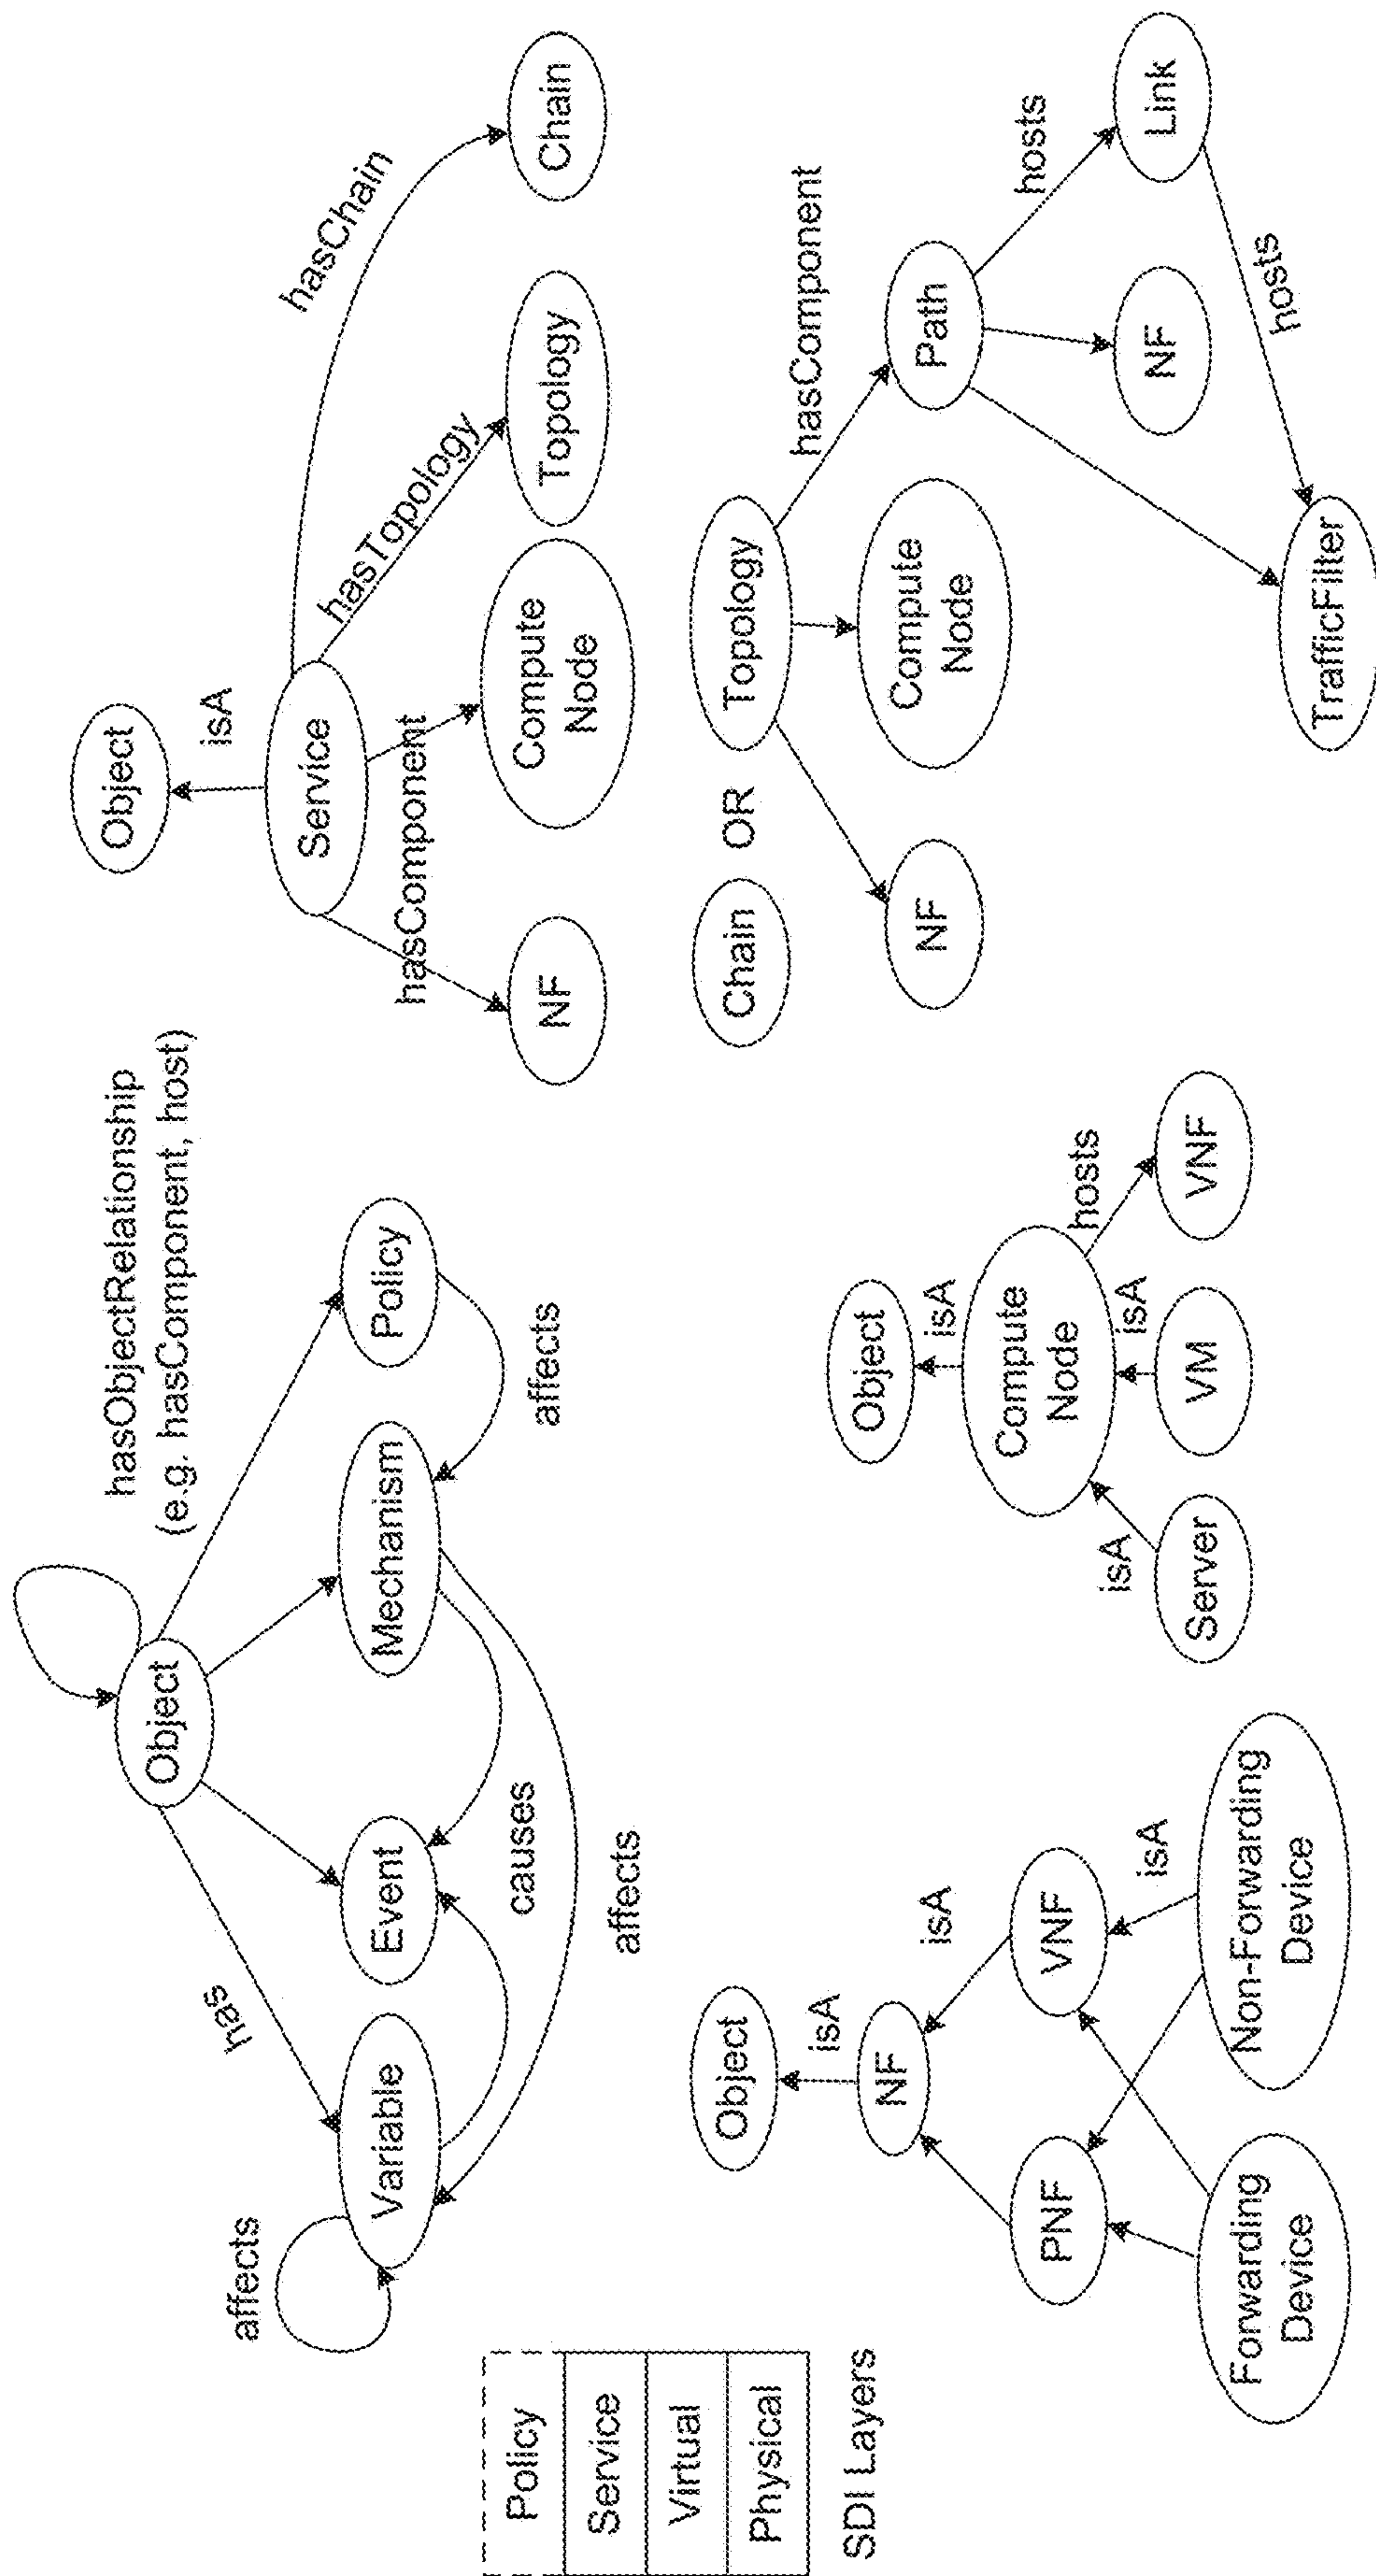 hasObjectRelationship
(e.g. hasComponent, host)
Object
has
affects
Variable
Event
Mechanism
Policy
causes
affects
affects
Object
isA
Service
hasComponent
hasTopology
hasChain
NF
Compute
Node
Topology
Chain
Policy
Service
Virtual
Physical
SDI Layers
Object
isA
NF
isA
PNF
VNF
isA
Forwarding
Device
Non-Forwarding
Device
Object
isA
Compute
Node
isA
isA
hosts
Server
VM
VNF
Chain
OR
Topology
hasComponent
NF
Compute
Node
Path
hosts
NF
Link
hosts
TrafficFilter